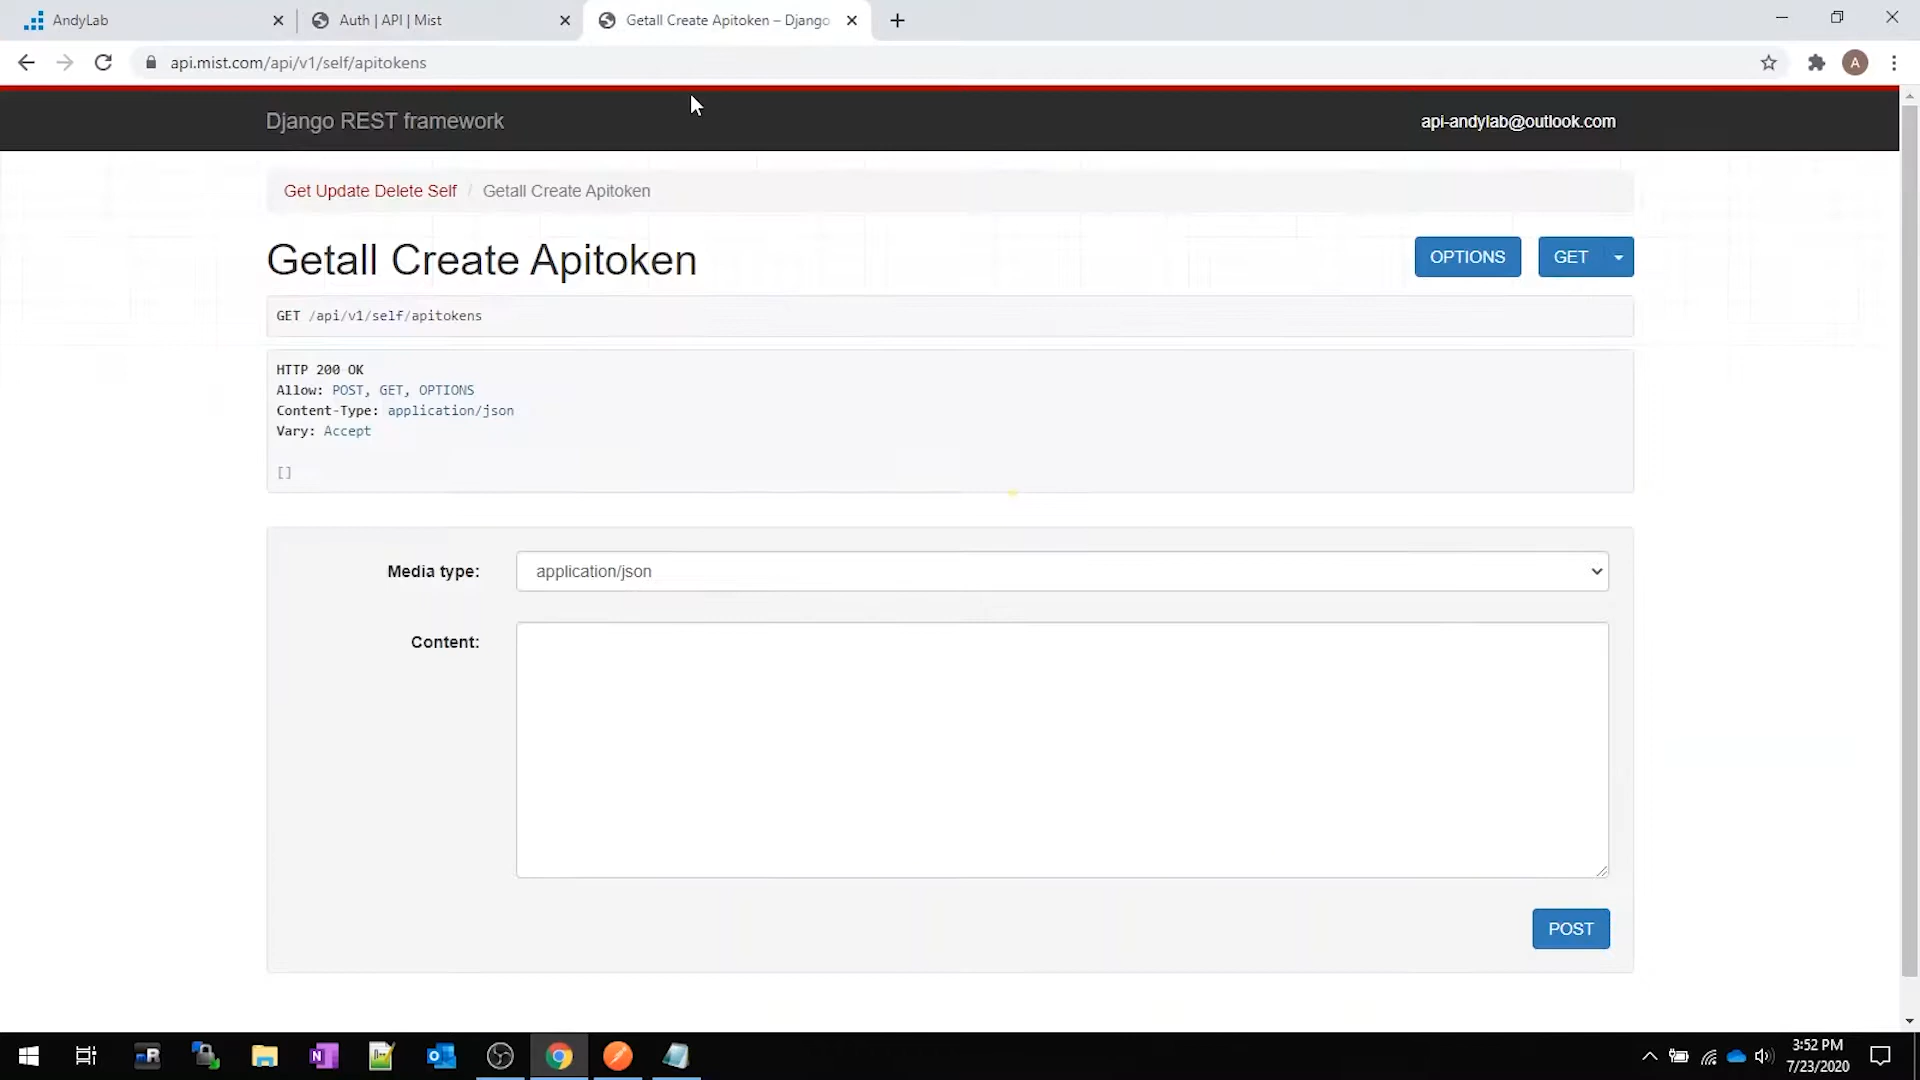 AndyLab
Auth | API | Mist
Getall Create Apitoken – Django
api.mist.com/api/v1/self/apitokens
A
Django REST framework
api-andylab@outlook.com
Get Update Delete Self / Getall Create Apitoken
Getall Create Apitoken
OPTIONS
GET
GET /api/v1/self/apitokens
HTTP 200 OK
Allow: POST, GET, OPTIONS
Content-Type: application/json
Vary: Accept
[]
Media type:
application/json
Content:
POST
3:52 PM
7/23/2020